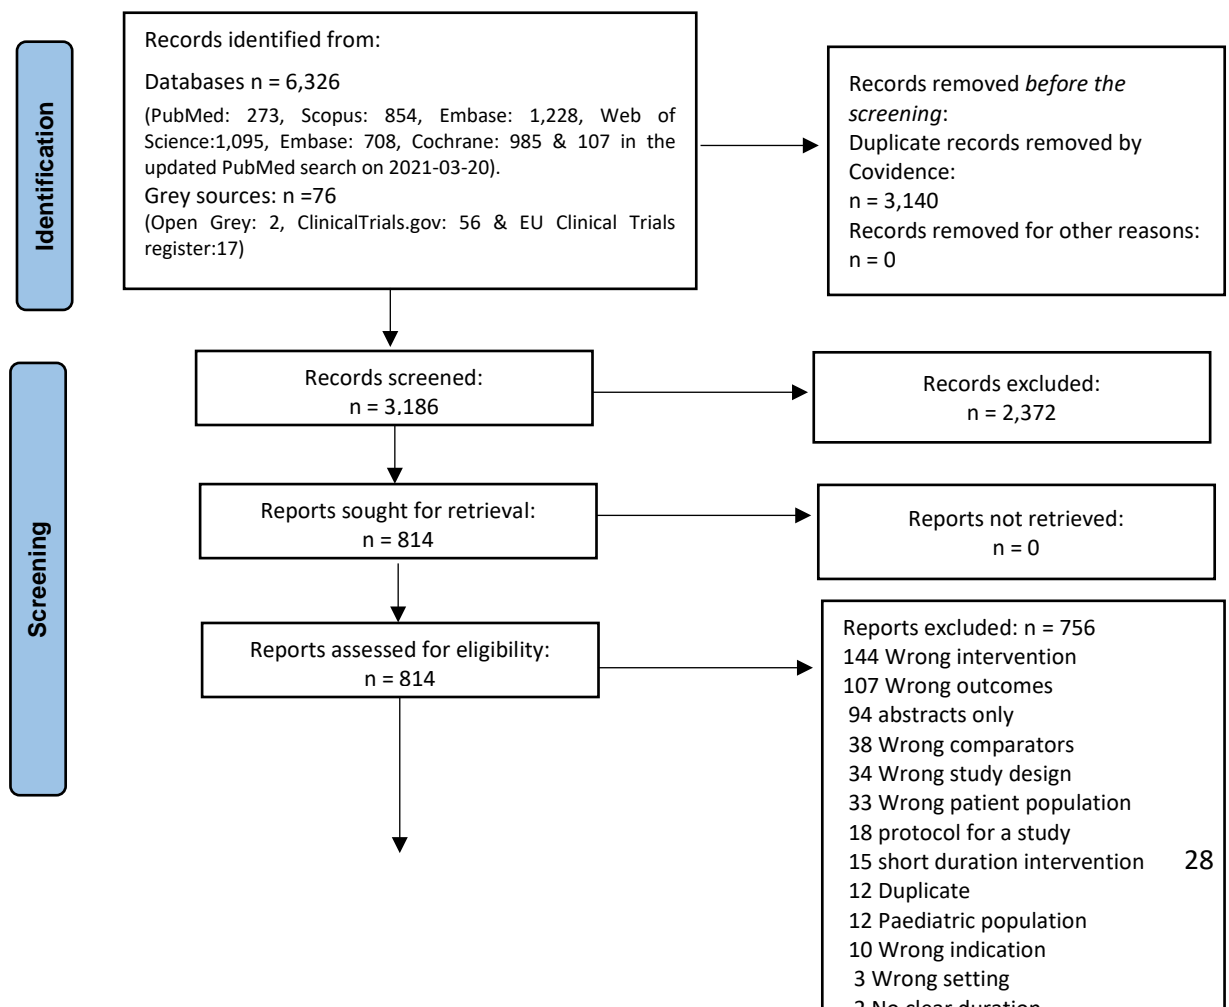 Identification
Records identified from:
Databases n = 6,326
(PubMed: 273, Scopus: 854, Embase: 1,228, Web of
Science:1,095, Embase: 708, Cochrane: 985 & 107 in the
updated PubMed search on 2021-03-20).
Grey sources: n =76
(Open Grey: 2, ClinicalTrials.gov: 56 & EU Clinical Trials
register:17)
Records removed before the
screening:
Duplicate records removed by
Covidence:
n = 3,140
Records removed for other reasons:
n = 0
Screening
Records screened:
n = 3,186
Records excluded:
n = 2,372
Reports sought for retrieval:
n = 814
Reports not retrieved:
n = 0
Reports assessed for eligibility:
n = 814
Reports excluded: n = 756
144 Wrong intervention
107 Wrong outcomes
94 abstracts only
38 Wrong comparators
34 Wrong study design
33 Wrong patient population
18 protocol for a study
15 short duration intervention
28
12 Duplicate
12 Paediatric population
10 Wrong indication
3 Wrong setting
No clear duration